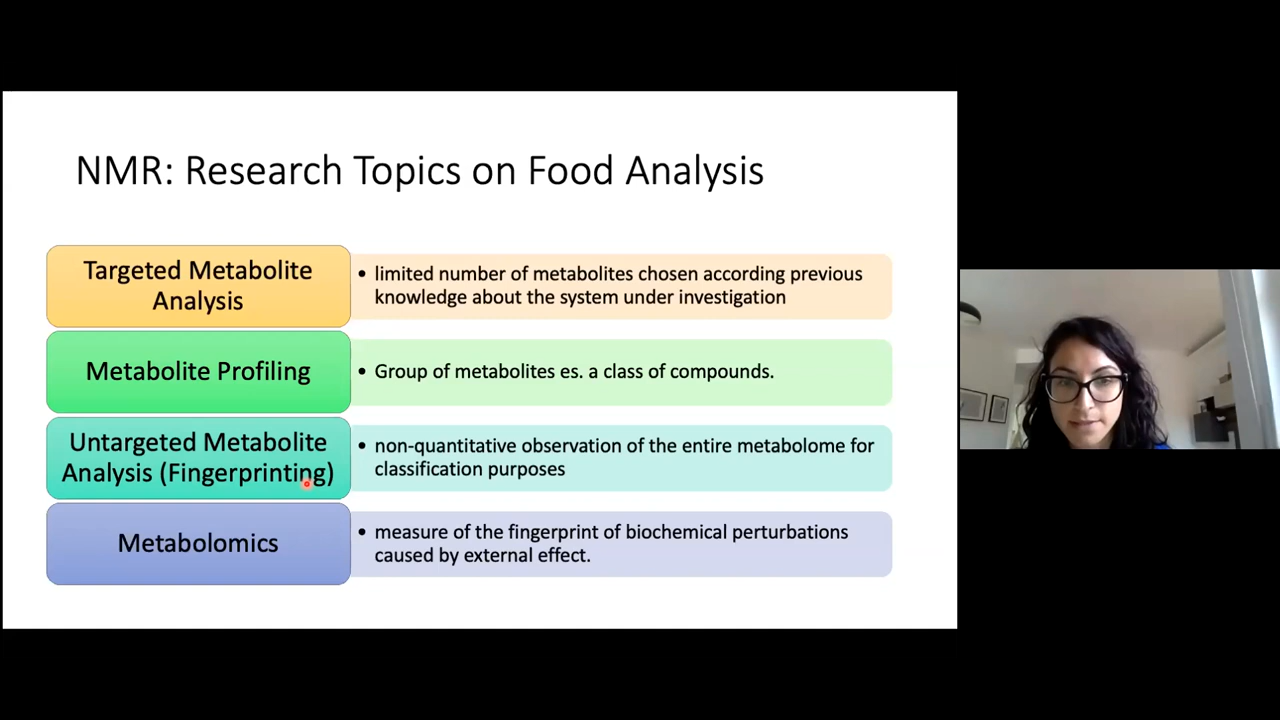 NMR: Research Topics on Food Analysis
Targeted Metabolite
Analysis
• limited number of metabolites chosen according previous
knowledge about the system under investigation
Metabolite Profiling
• Group of metabolites es. a class of compounds.
Untargeted Metabolite
Analysis (Fingerprinting)
• non-quantitative observation of the entire metabolome for
classification purposes
Metabolomics
• measure of the fingerprint of biochemical perturbations
caused by external effect.